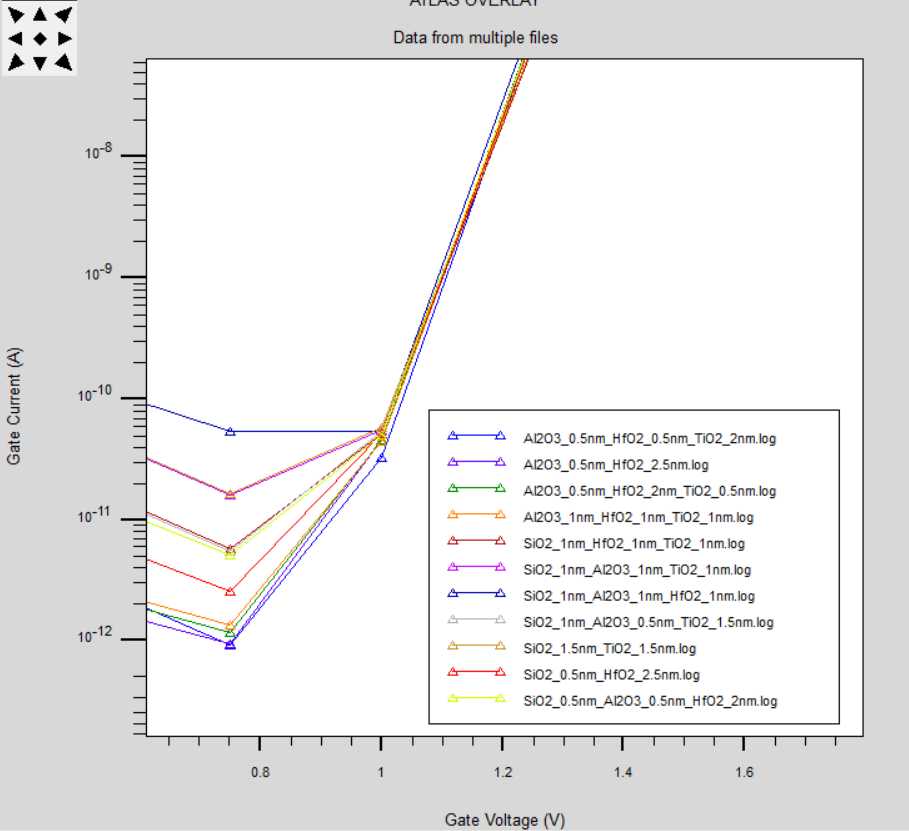 ATLAS OVERLAY
Data from multiple files
10-8
10-9
10-10
10-11
10-12
Gate Current (A)
Al2O3_0.5nm_HfO2_0.5nm_TiO2_2nm.log
Al2O3_0.5nm_HfO2_2.5nm.log
Al2O3_0.5nm_HfO2_2nm_TiO2_0.5nm.log
Al2O3_1nm_HfO2_1nm_TiO2_1nm.log
SiO2_1nm_HfO2_1nm_TiO2_1nm.log
SiO2_1nm_Al2O3_1nm_TiO2_1nm.log
SiO2_1nm_Al2O3_1nm_HfO2_1nm.log
SiO2_1nm_Al2O3_0.5nm_TiO2_1.5nm.log
SiO2_1.5nm_TiO2_1.5nm.log
SiO2_0.5nm_HfO2_2.5nm.log
SiO2_0.5nm_Al2O3_0.5nm_HfO2_2nm.log
0.8 1 1.2 1.4 1.6
Gate Voltage (V)